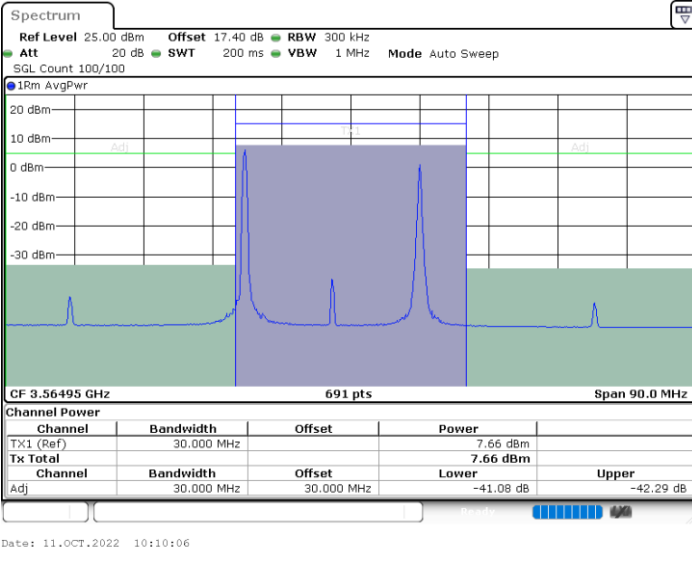 Spectrum
Ref Level 25.00 dBm Offset 17.40 dB RBW 300 kHz
Att 20 dB SWT 200 ms VBW 1 MHz Mode Auto Sweep
SGL Count 100/100
1Rm AvgPwr
20 dBm
TX1
10 dBm
Adj Adj
0 dBm
-10 dBm
-20 dBm
-30 dBm
CF 3.56495 GHz 691 pts Span 90.0 MHz
Channel Power
Channel Bandwidth Offset Power
TX1 (Ref) 30.000 MHz 7.66 dBm
Tx Total 7.66 dBm
Channel Bandwidth Offset Lower Upper
Adj 30.000 MHz 30.000 MHz -41.08 dB -42.29 dB
Ready
Date: 11.OCT.2022 10:10:06